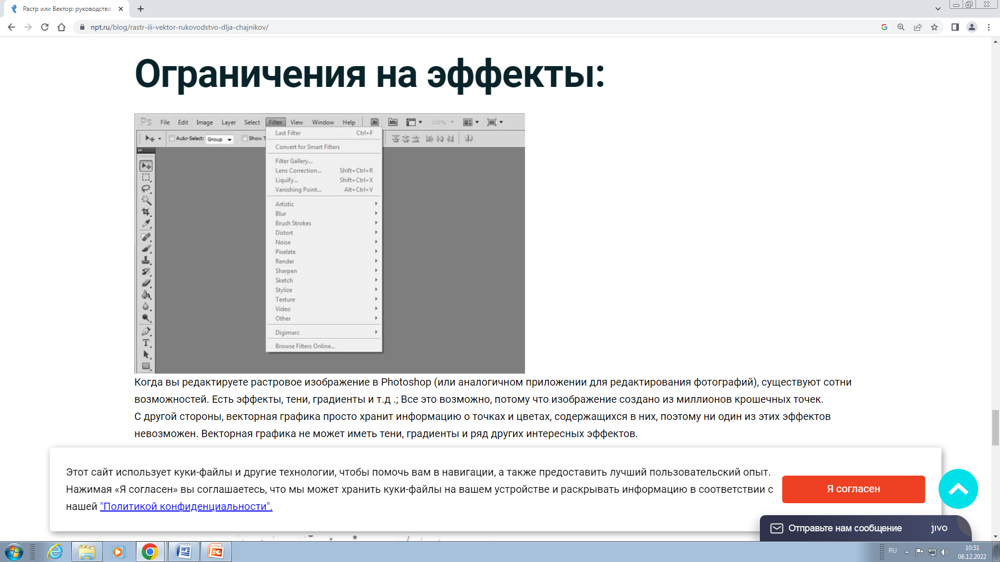 Растр или Вектор: руководство
npt.ru/blog/rastr-ili-vektor-rukovodstvo-dlja-chajnikov/
Ограничения на эффекты:
Ps File Edit Image Layer Select Filter View Window Help Br Mb 100%
Auto-Select: Group Show T
Last Filter Ctrl+F
Convert for Smart Filters
Filter Gallery...
Lens Correction... Shift+Ctrl+R
Liquify... Shift+Ctrl+X
Vanishing Point... Alt+Ctrl+V
Artistic
Blur
Brush Strokes
Distort
Noise
Pixelate
Render
Sharpen
Sketch
Stylize
Texture
Video
Other
Digimarc
Browse Filters Online...
Когда вы редактируете растровое изображение в Photoshop (или аналогичном приложении для редактирования фотографий), существуют сотни
возможностей. Есть эффекты, тени, градиенты и т.д .; Все это возможно, потому что изображение создано из миллионов крошечных точек.
С другой стороны, векторная графика просто хранит информацию о точках и цветах, содержащихся в них, поэтому ни один из этих эффектов
невозможен. Векторная графика не может иметь тени, градиенты и ряд других интересных эффектов.
Этот сайт использует куки-файлы и другие технологии, чтобы помочь вам в навигации, а также предоставить лучший пользовательский опыт.
Нажимая «Я согласен» вы соглашаетесь, что мы может хранить куки-файлы на вашем устройстве и раскрывать информацию в соответствии с
нашей "Политикой конфиденциальности".
Я согласен
Отправьте нам сообщение jivo
RU
10:51
06.12.2022